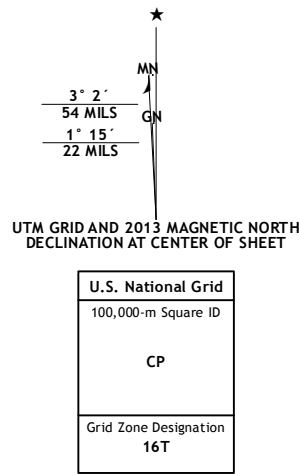 MN
3° 2´
54 MILS
GN
1° 15´
22 MILS
UTM GRID AND 2013 MAGNETIC NORTH
DECLINATION AT CENTER OF SHEET
U.S. National Grid
100,000-m Square ID
CP
Grid Zone Designation
16T